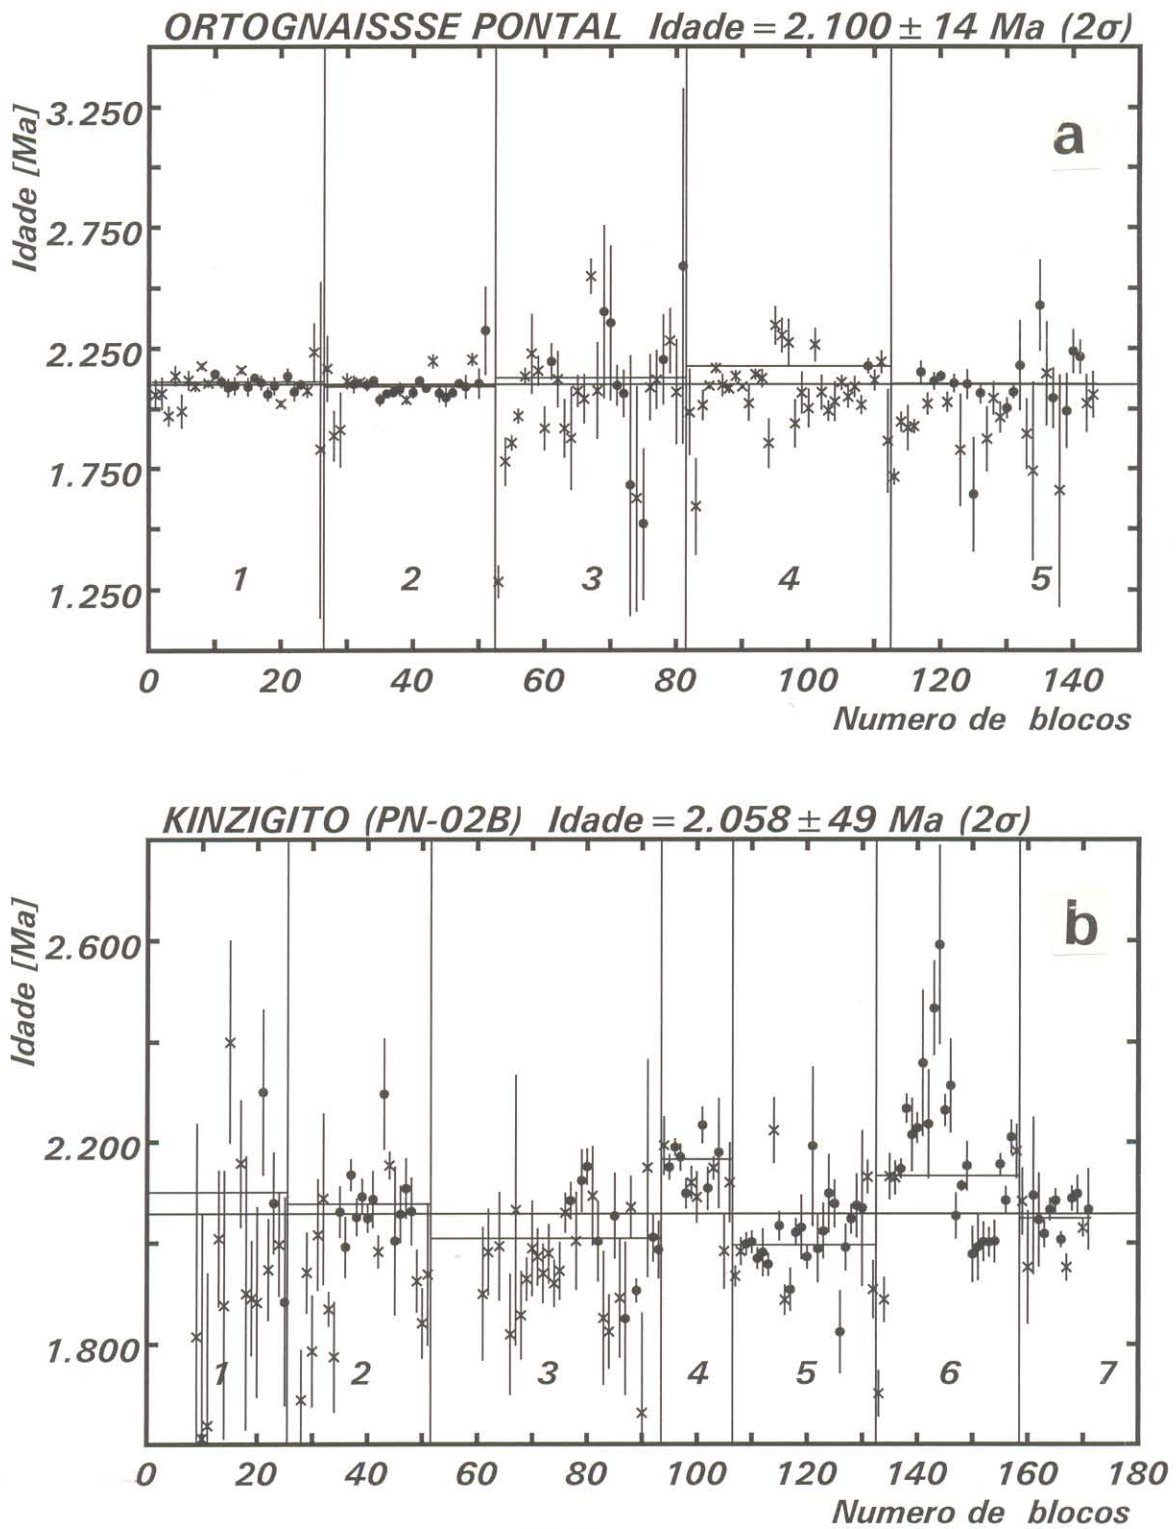 ORTOGNAISSSE PONTAL Idade = 2.100 ± 14 Ma (2σ)
Idade [Ma]
a
3.250
2.750
2.250
1.750
1.250
1 2 3 4 5
0 20 40 60 80 100 120 140
Numero de blocos
KINZIGITO (PN-02B) Idade = 2.058 ± 49 Ma (2σ)
Idade [Ma]
b
2.600
2.200
1.800
1 2 3 4 5 6 7
0 20 40 60 80 100 120 140 160 180
Numero de blocos